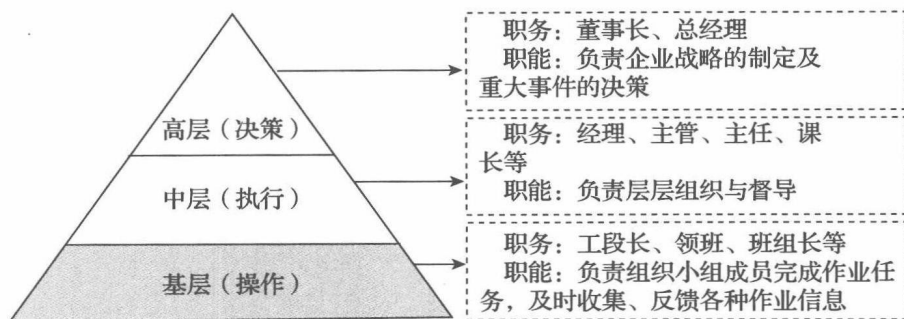 职务：董事长、总经理
职能：负责企业战略的制定及
重大事件的决策
高层（决策）
职务：经理、主管、主任、课
长等
职能：负责层层组织与督导
中层（执行）
职务：工段长、领班、班组长等
职能：负责组织小组成员完成作业任
务，及时收集、反馈各种作业信息
基层（操作）